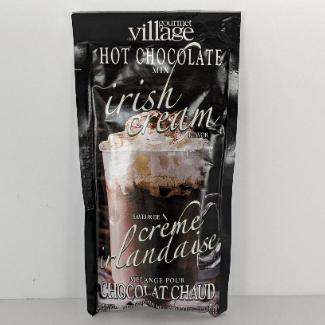 gourmet
village
HOT CHOCOLATE
MIX
irish
cream
FLAVOR
SAVEUR DE
crème
irlandaise
MÉLANGE POUR
CHOCOLAT CHAUD